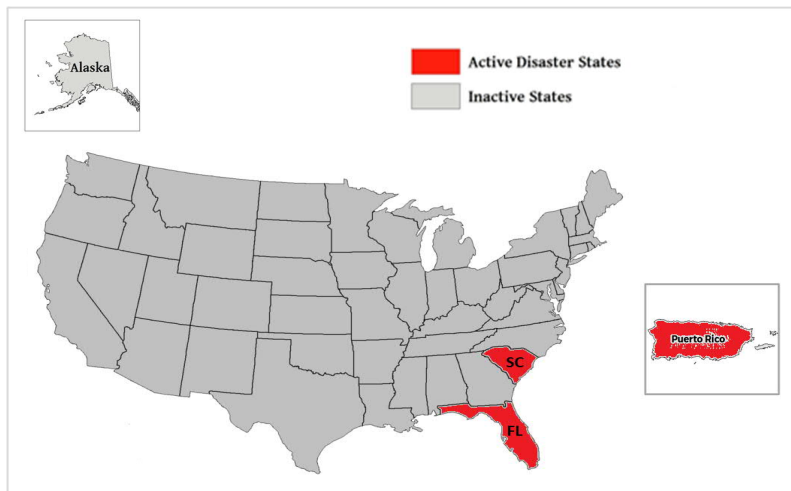 Alaska
Active Disaster States
Inactive States
SC
FL
Puerto Rico